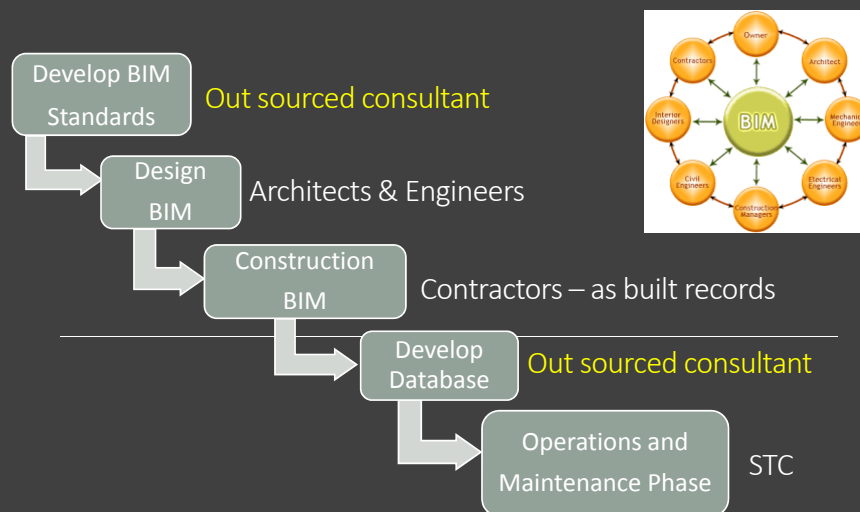 Develop BIM
Standards
Out sourced consultant
Design
BIM
Architects & Engineers
Construction
BIM
Contractors – as built records
Develop
Database
Out sourced consultant
Operations and
Maintenance Phase
STC
Owner
Contractors
Architect
Interior
Designers
BIM
Mechanic
Enginee
Civil
Engineers
Electrical
Engineers
Construction
Managers